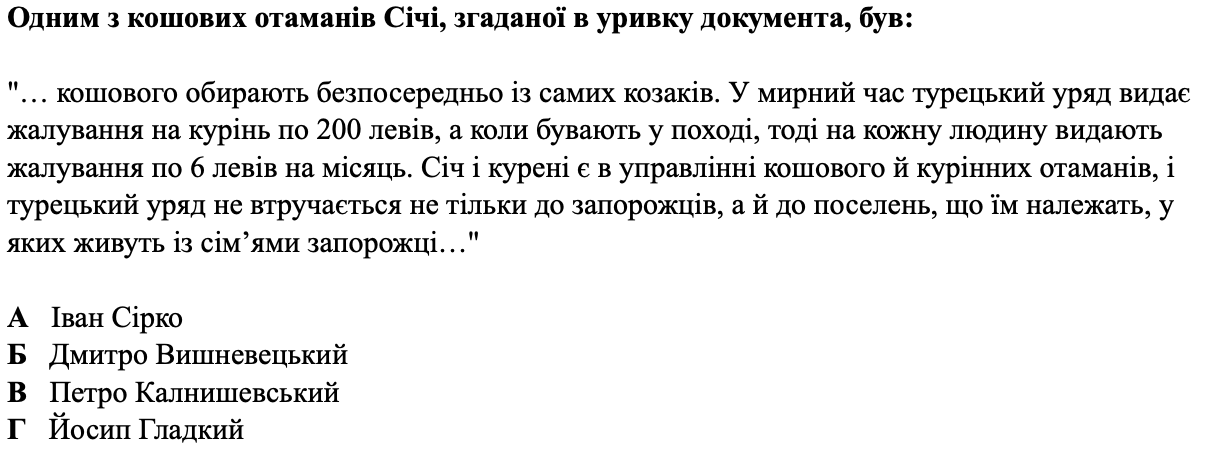 Одним з кошових отаманів Січі, згаданої в уривку документа, був:
"… кошового обирають безпосередньо із самих козаків. У мирний час турецький уряд видає
жалування на курінь по 200 левів, а коли бувають у поході, тоді на кожну людину видають
жалування по 6 левів на місяць. Січ і курені є в управлінні кошового й курінних отаманів, і
турецький уряд не втручається не тільки до запорожців, а й до поселень, що їм належать, у
яких живуть із сім’ями запорожці…"
А Іван Сірко
Б Дмитро Вишневецький
В Петро Калнишевський
Г Йосип Гладкий